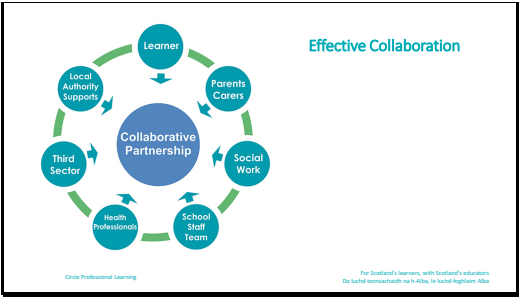 Effective Collaboration
Learner
Parents
Carers
Social
Work
School
Staff
Team
Health
Professionals
Third
Sector
Local
Authority
Supports
Collaborative
Partnership
Circle Professional Learning
For Scotland's learners, with Scotland's educators
Do luchd-ionnsachaidh na h-Alba, le luchd-foghlaim Alba